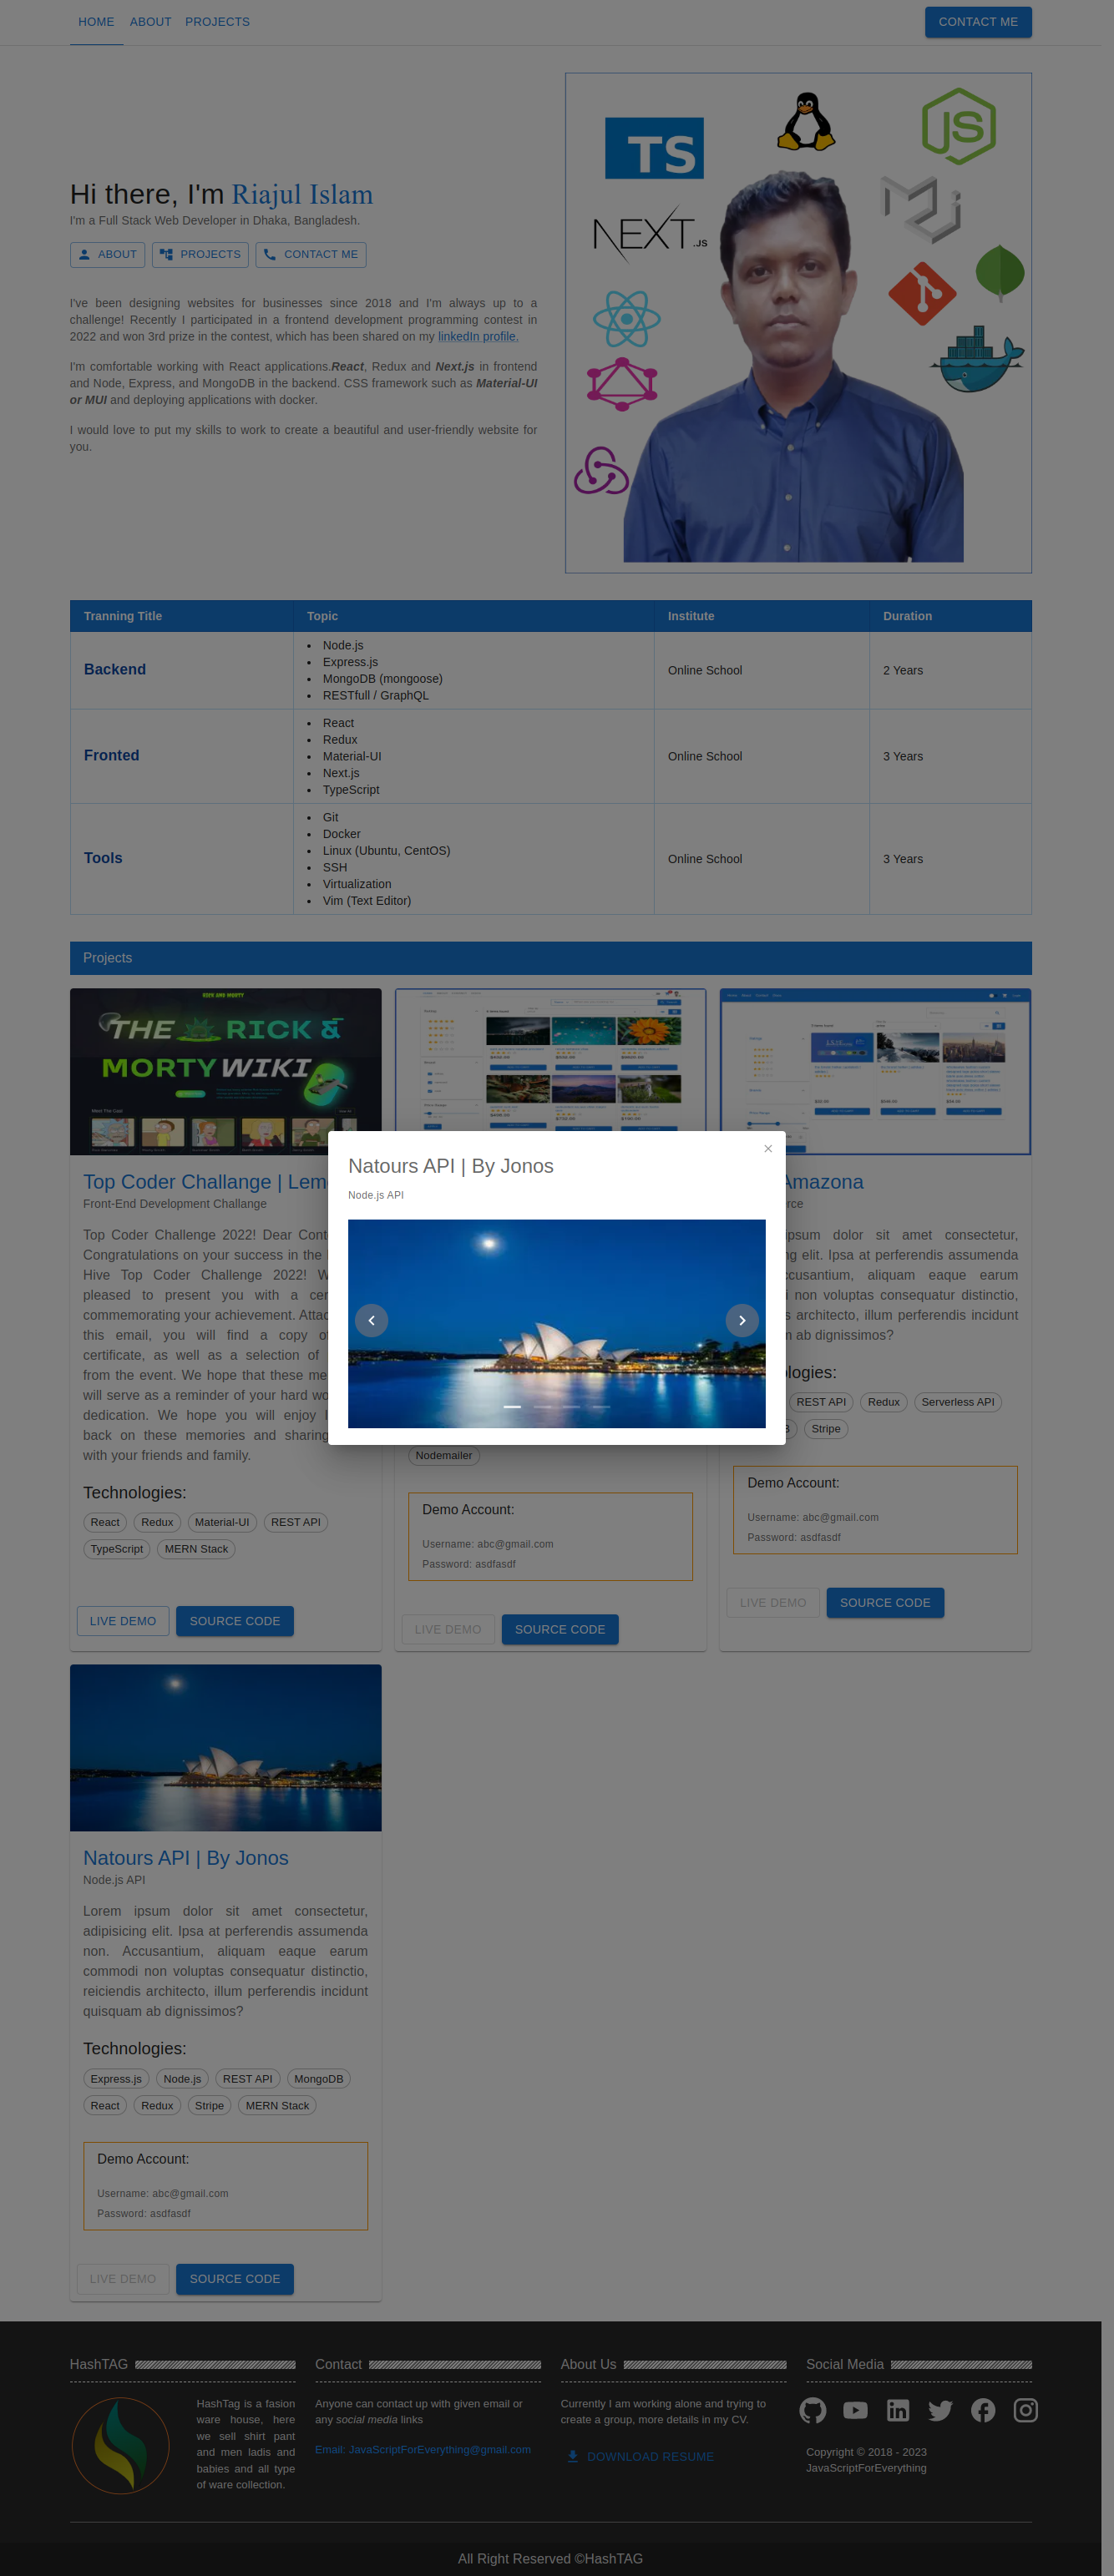 HOME ABOUT PROJECTS CONTACT ME
TS
JS
NEXT.JS
Hi there, I'm Riajul Islam
I'm a Full Stack Web Developer in Dhaka, Bangladesh.
ABOUT PROJECTS CONTACT ME
I've been designing websites for businesses since 2018 and I'm always up to a
challenge! Recently I participated in a frontend development programming contest in
2022 and won 3rd prize in the contest, which has been shared on my linkedIn profile.
I'm comfortable working with React applications.React, Redux and Next.js in frontend
and Node, Express, and MongoDB in the backend. CSS framework such as Material-UI
or MUI and deploying applications with docker.
I would love to put my skills to work to create a beautiful and user-friendly website for
you.
Tranning Title Topic Institute Duration
Backend
Node.js
Express.js
MongoDB (mongoose)
RESTfull / GraphQL
Online School
2 Years
Fronted
React
Redux
Material-UI
Next.js
TypeScript
Online School
3 Years
Tools
Git
Docker
Linux (Ubuntu, CentOS)
SSH
Virtualization
Vim (Text Editor)
Online School
3 Years
Projects
ROCK AND MORTY
THE RICK &
MORTY WIKI
Meet The Cast
Top Coder Challange | Lem
Front-End Development Challange
Top Coder Challenge 2022! Dear Cont
Congratulations on your success in the
Hive Top Coder Challenge 2022! W
pleased to present you with a cer
commemorating your achievement. Attac
this email, you will find a copy of
certificate, as well as a selection of
from the event. We hope that these me
will serve as a reminder of your hard wo
dedication. We hope you will enjoy l
back on these memories and sharing
with your friends and family.
Technologies:
React Redux Material-UI REST API
TypeScript MERN Stack
LIVE DEMO SOURCE CODE
Natours API | By Jonos
Node.js API
Nodemailer
Demo Account:
Username: abc@gmail.com
Password: asdfasdf
LIVE DEMO SOURCE CODE
Amazona
rce
psum dolor sit amet consectetur,
ng elit. Ipsa at perferendis assumenda
ccusantium, aliquam eaque earum
i non voluptas consequatur distinctio,
s architecto, illum perferendis incidunt
m ab dignissimos?
ologies:
REST API Redux Serverless API
B Stripe
Demo Account:
Username: abc@gmail.com
Password: asdfasdf
LIVE DEMO SOURCE CODE
Natours API | By Jonos
Node.js API
Lorem ipsum dolor sit amet consectetur,
adipisicing elit. Ipsa at perferendis assumenda
non. Accusantium, aliquam eaque earum
commodi non voluptas consequatur distinctio,
reiciendis architecto, illum perferendis incidunt
quisquam ab dignissimos?
Technologies:
Express.js Node.js REST API MongoDB
React Redux Stripe MERN Stack
Demo Account:
Username: abc@gmail.com
Password: asdfasdf
LIVE DEMO SOURCE CODE
HashTAG
HashTag is a fasion
ware house, here
we sell shirt pant
and men ladis and
babies and all type
of ware collection.
Contact
Anyone can contact up with given email or
any social media links
Email: JavaScriptForEverything@gmail.com
About Us
Currently I am working alone and trying to
create a group, more details in my CV.
DOWNLOAD RESUME
Social Media
Copyright © 2018 - 2023
JavaScriptForEverything
All Right Reserved ©HashTAG